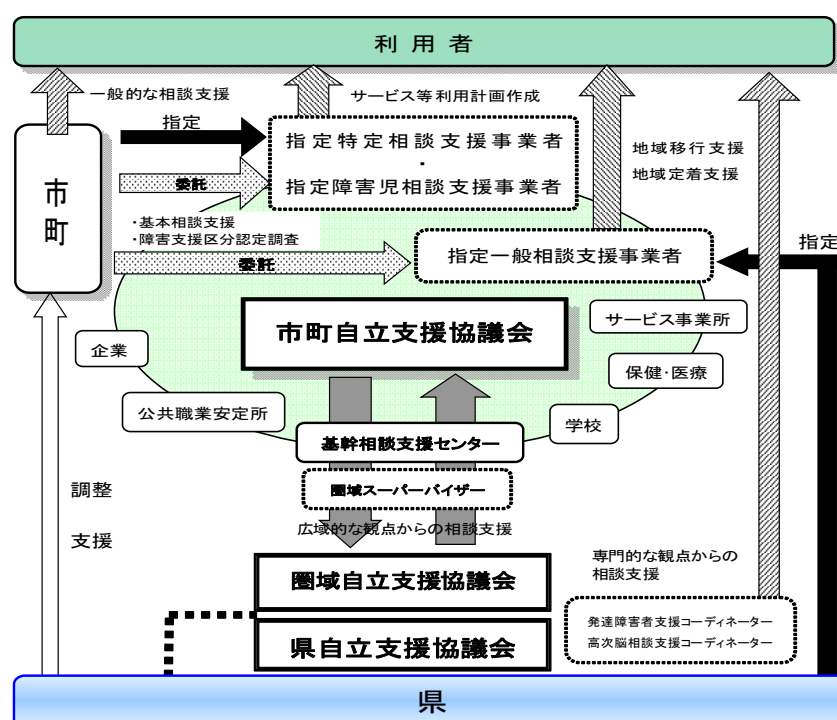 利用者
一般的な相談支援
サービス等利用計画作成
指定
指定特定相談支援事業者
・
指定障害児相談支援事業者
地域移行支援
地域定着支援
市町
委託
・基本相談支援
・障害支援区分認定調査
委託
指定一般相談支援事業者
指定
市町自立支援協議会
サービス事業所
企業
保健・医療
公共職業安定所
学校
基幹相談支援センター
圏域スーパーバイザー
広域的な観点からの相談支援
調整
支援
専門的な観点からの
相談支援
圏域自立支援協議会
発達障害者支援コーディネーター
高次脳相談支援コーディネーター
県自立支援協議会
県